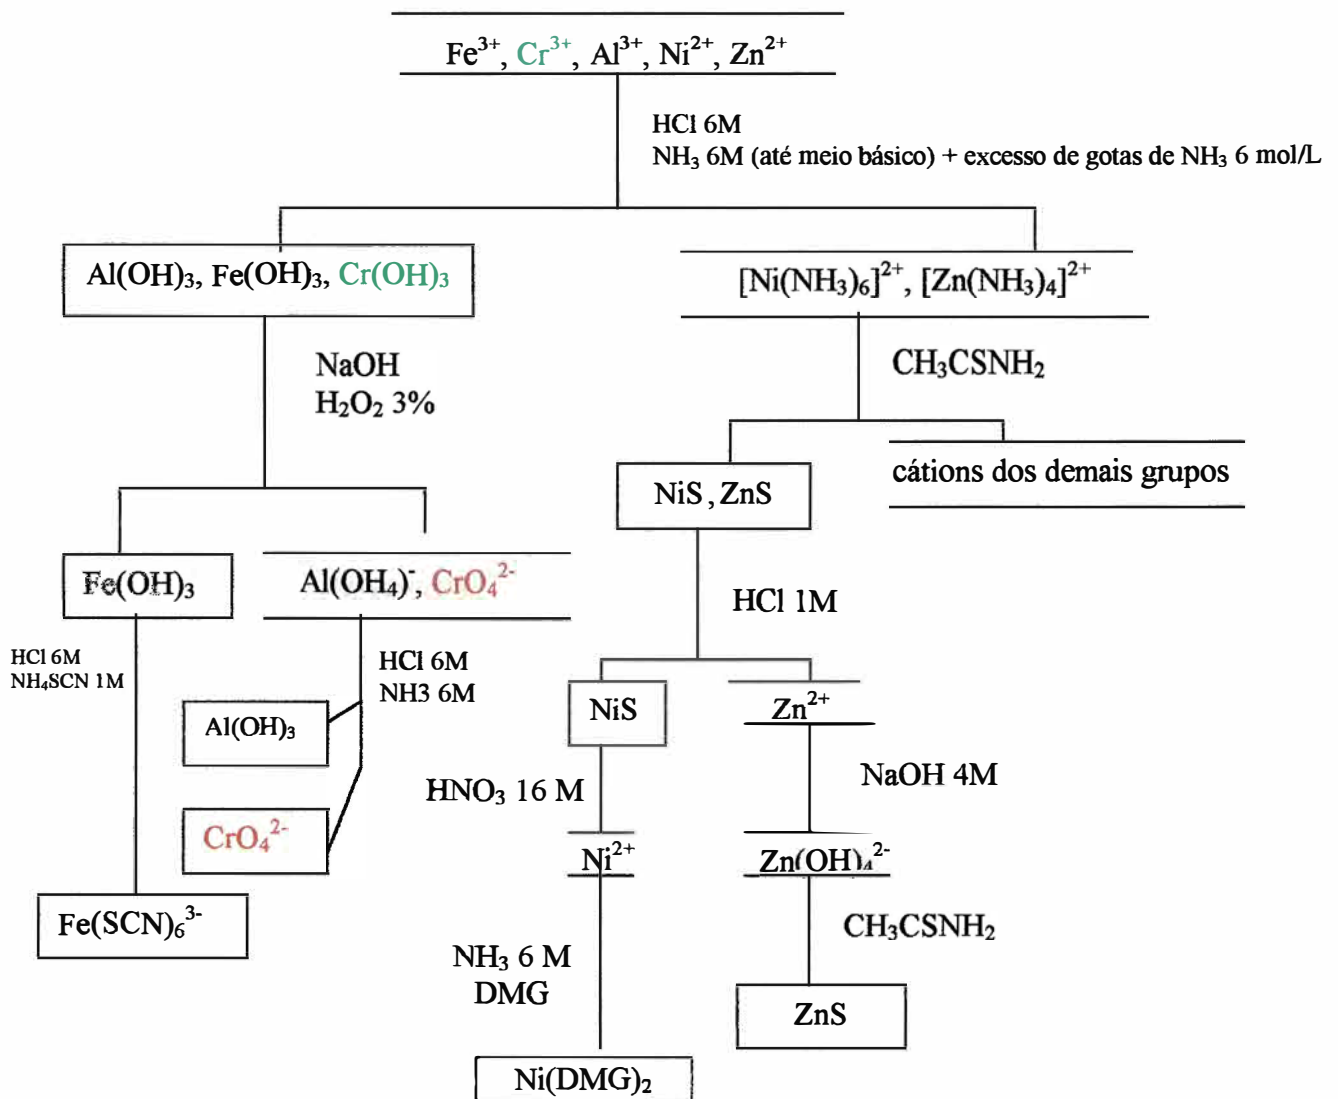 Fe³⁺, Cr³⁺, Al³⁺, Ni²⁺, Zn²⁺
HCl 6M
NH₃ 6M (até meio básico) + excesso de gotas de NH₃ 6 mol/L
Al(OH)₃, Fe(OH)₃, Cr(OH)₃
[Ni(NH₃)₆]²⁺, [Zn(NH₃)₄]²⁺
NaOH
H₂O₂ 3%
CH₃CSNH₂
NiS, ZnS
cátions dos demais grupos
Fe(OH)₃
Al(OH₄)⁻, CrO₄²⁻
HCl 1M
HCl 6M
NH₄SCN 1M
HCl 6M
NH3 6M
Al(OH)₃
CrO₄²⁻
Fe(SCN)₆³⁻
NiS
Zn²⁺
HNO₃ 16 M
NaOH 4M
Ni²⁺
Zn(OH)₄²⁻
NH₃ 6 M
DMG
CH₃CSNH₂
ZnS
Ni(DMG)₂